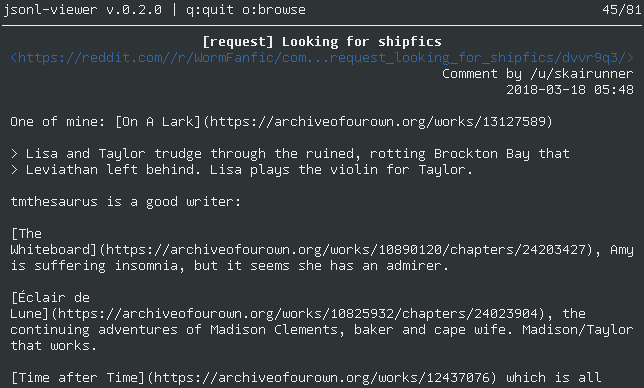 jsonl-viewer v.0.2.0 | q:quit o:browse 45/81
[request] Looking for shipfics
<https://reddit.com//r/WormFanfic/com...request_looking_for_shipfics/dvvr9q3/>
Comment by /u/skairunner
2018-03-18 05:48
One of mine: [On A Lark](https://archiveofourown.org/works/13127589)
> Lisa and Taylor trudge through the ruined, rotting Brockton Bay that
> Leviathan left behind. Lisa plays the violin for Taylor.
tmthesaurus is a good writer:
[The
Whiteboard](https://archiveofourown.org/works/10890120/chapters/24203427), Amy
is suffering insomnia, but it seems she has an admirer.
[Éclair de
Lune](https://archiveofourown.org/works/10825932/chapters/24023904), the
continuing adventures of Madison Clements, baker and cape wife. Madison/Taylor
that works.
[Time after Time](https://archiveofourown.org/works/12437076) which is all